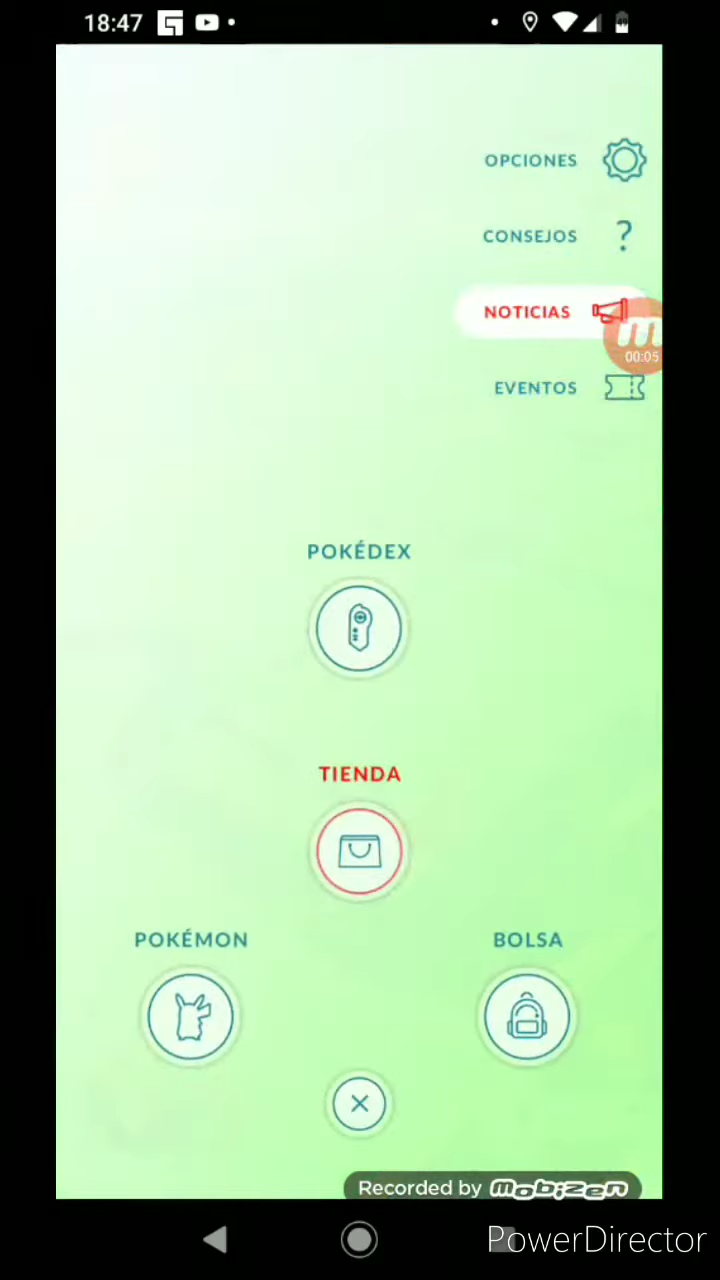 18:47
OPCIONES
CONSEJOS ?
NOTICIAS
00:05
EVENTOS
POKÉDEX
TIENDA
POKÉMON
BOLSA
Recorded by mobizen
PowerDirector